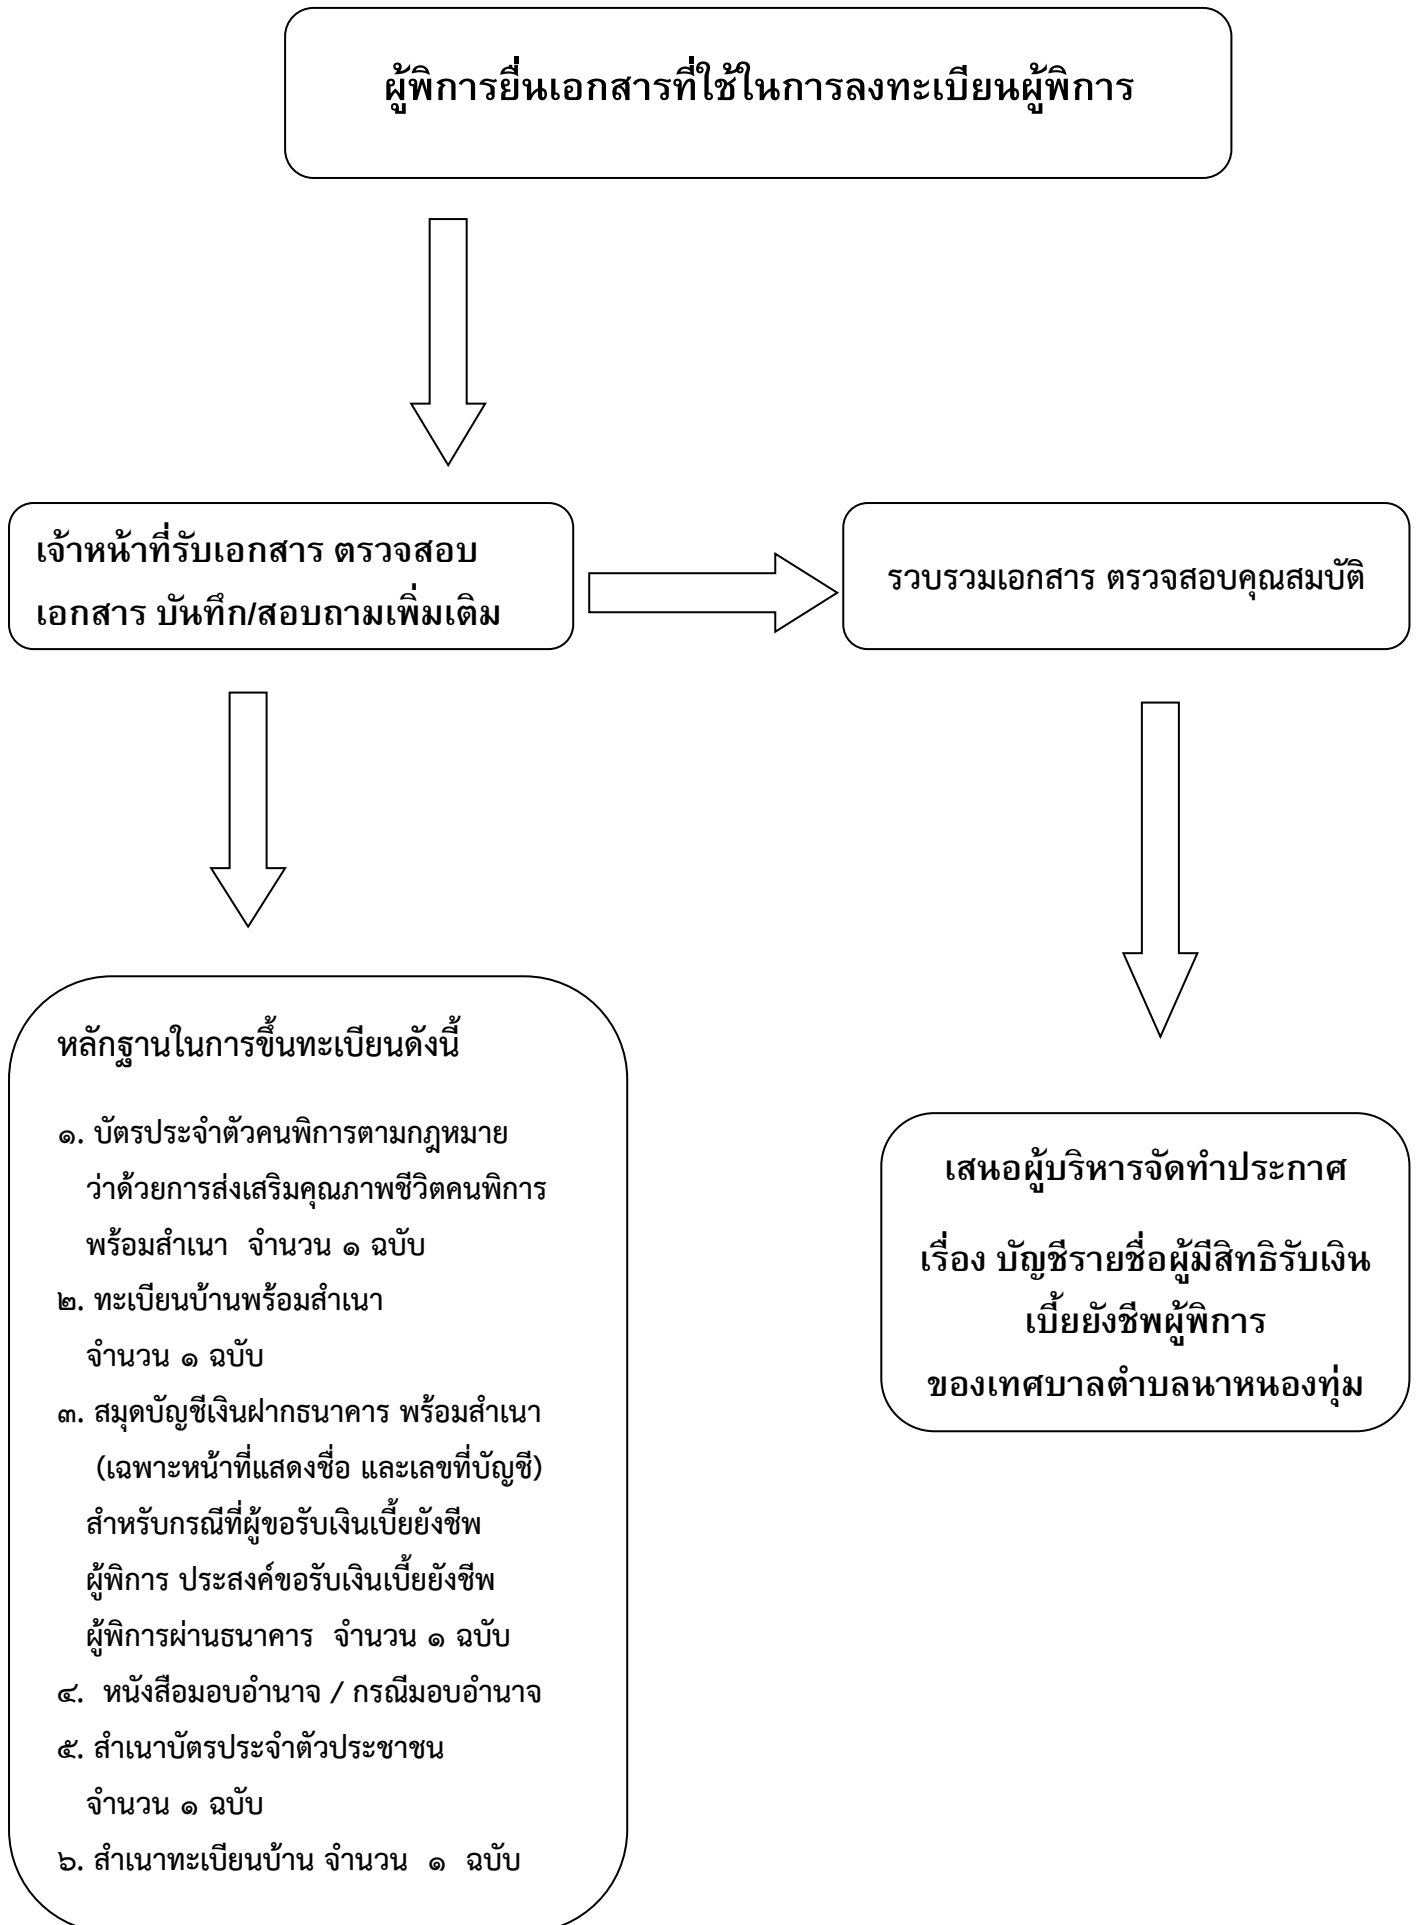 ผู้พิการยื่นเอกสารที่ใช้ในการลงทะเบียนผู้พิการ
เจ้าหน้าที่รับเอกสาร ตรวจสอบ
เอกสาร บันทึก/สอบถามเพิ่มเติม
รวบรวมเอกสาร ตรวจสอบคุณสมบัติ
หลักฐานในการขึ้นทะเบียนดังนี้
๑. บัตรประจำตัวคนพิการตามกฎหมาย
ว่าด้วยการส่งเสริมคุณภาพชีวิตคนพิการ
พร้อมสำเนา จำนวน ๑ ฉบับ
๒. ทะเบียนบ้านพร้อมสำเนา
จำนวน ๑ ฉบับ
๓. สมุดบัญชีเงินฝากธนาคาร พร้อมสำเนา
(เฉพาะหน้าที่แสดงชื่อ และเลขที่บัญชี)
สำหรับกรณีที่ผู้ขอรับเงินเบี้ยยังชีพ
ผู้พิการ ประสงค์ขอรับเงินเบี้ยยังชีพ
ผู้พิการผ่านธนาคาร จำนวน ๑ ฉบับ
๔. หนังสือมอบอำนาจ / กรณีมอบอำนาจ
๕. สำเนาบัตรประจำตัวประชาชน
จำนวน ๑ ฉบับ
๖. สำเนาทะเบียนบ้าน จำนวน ๑ ฉบับ
เสนอผู้บริหารจัดทำประกาศ
เรื่อง บัญชีรายชื่อผู้มีสิทธิรับเงิน
เบี้ยยังชีพผู้พิการ
ของเทศบาลตำบลนาหนองทุ่ม